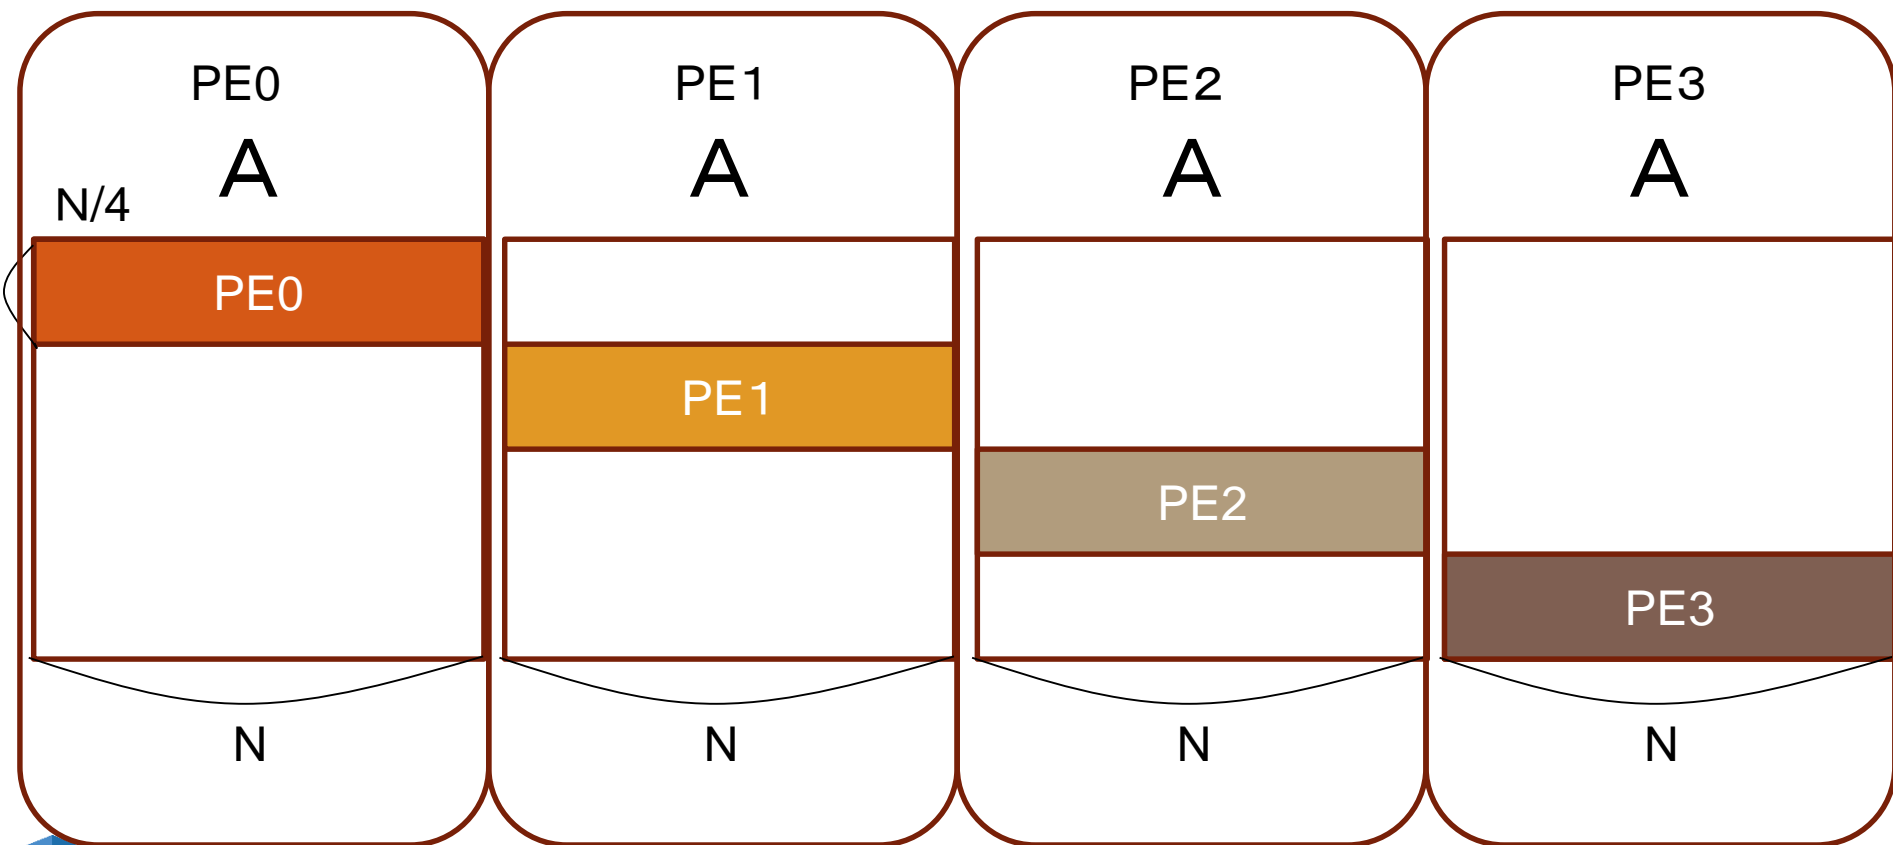 PE0 PE1 PE2 PE3
A A A A
N/4
PE0
PE1
PE2
PE3
N N N N